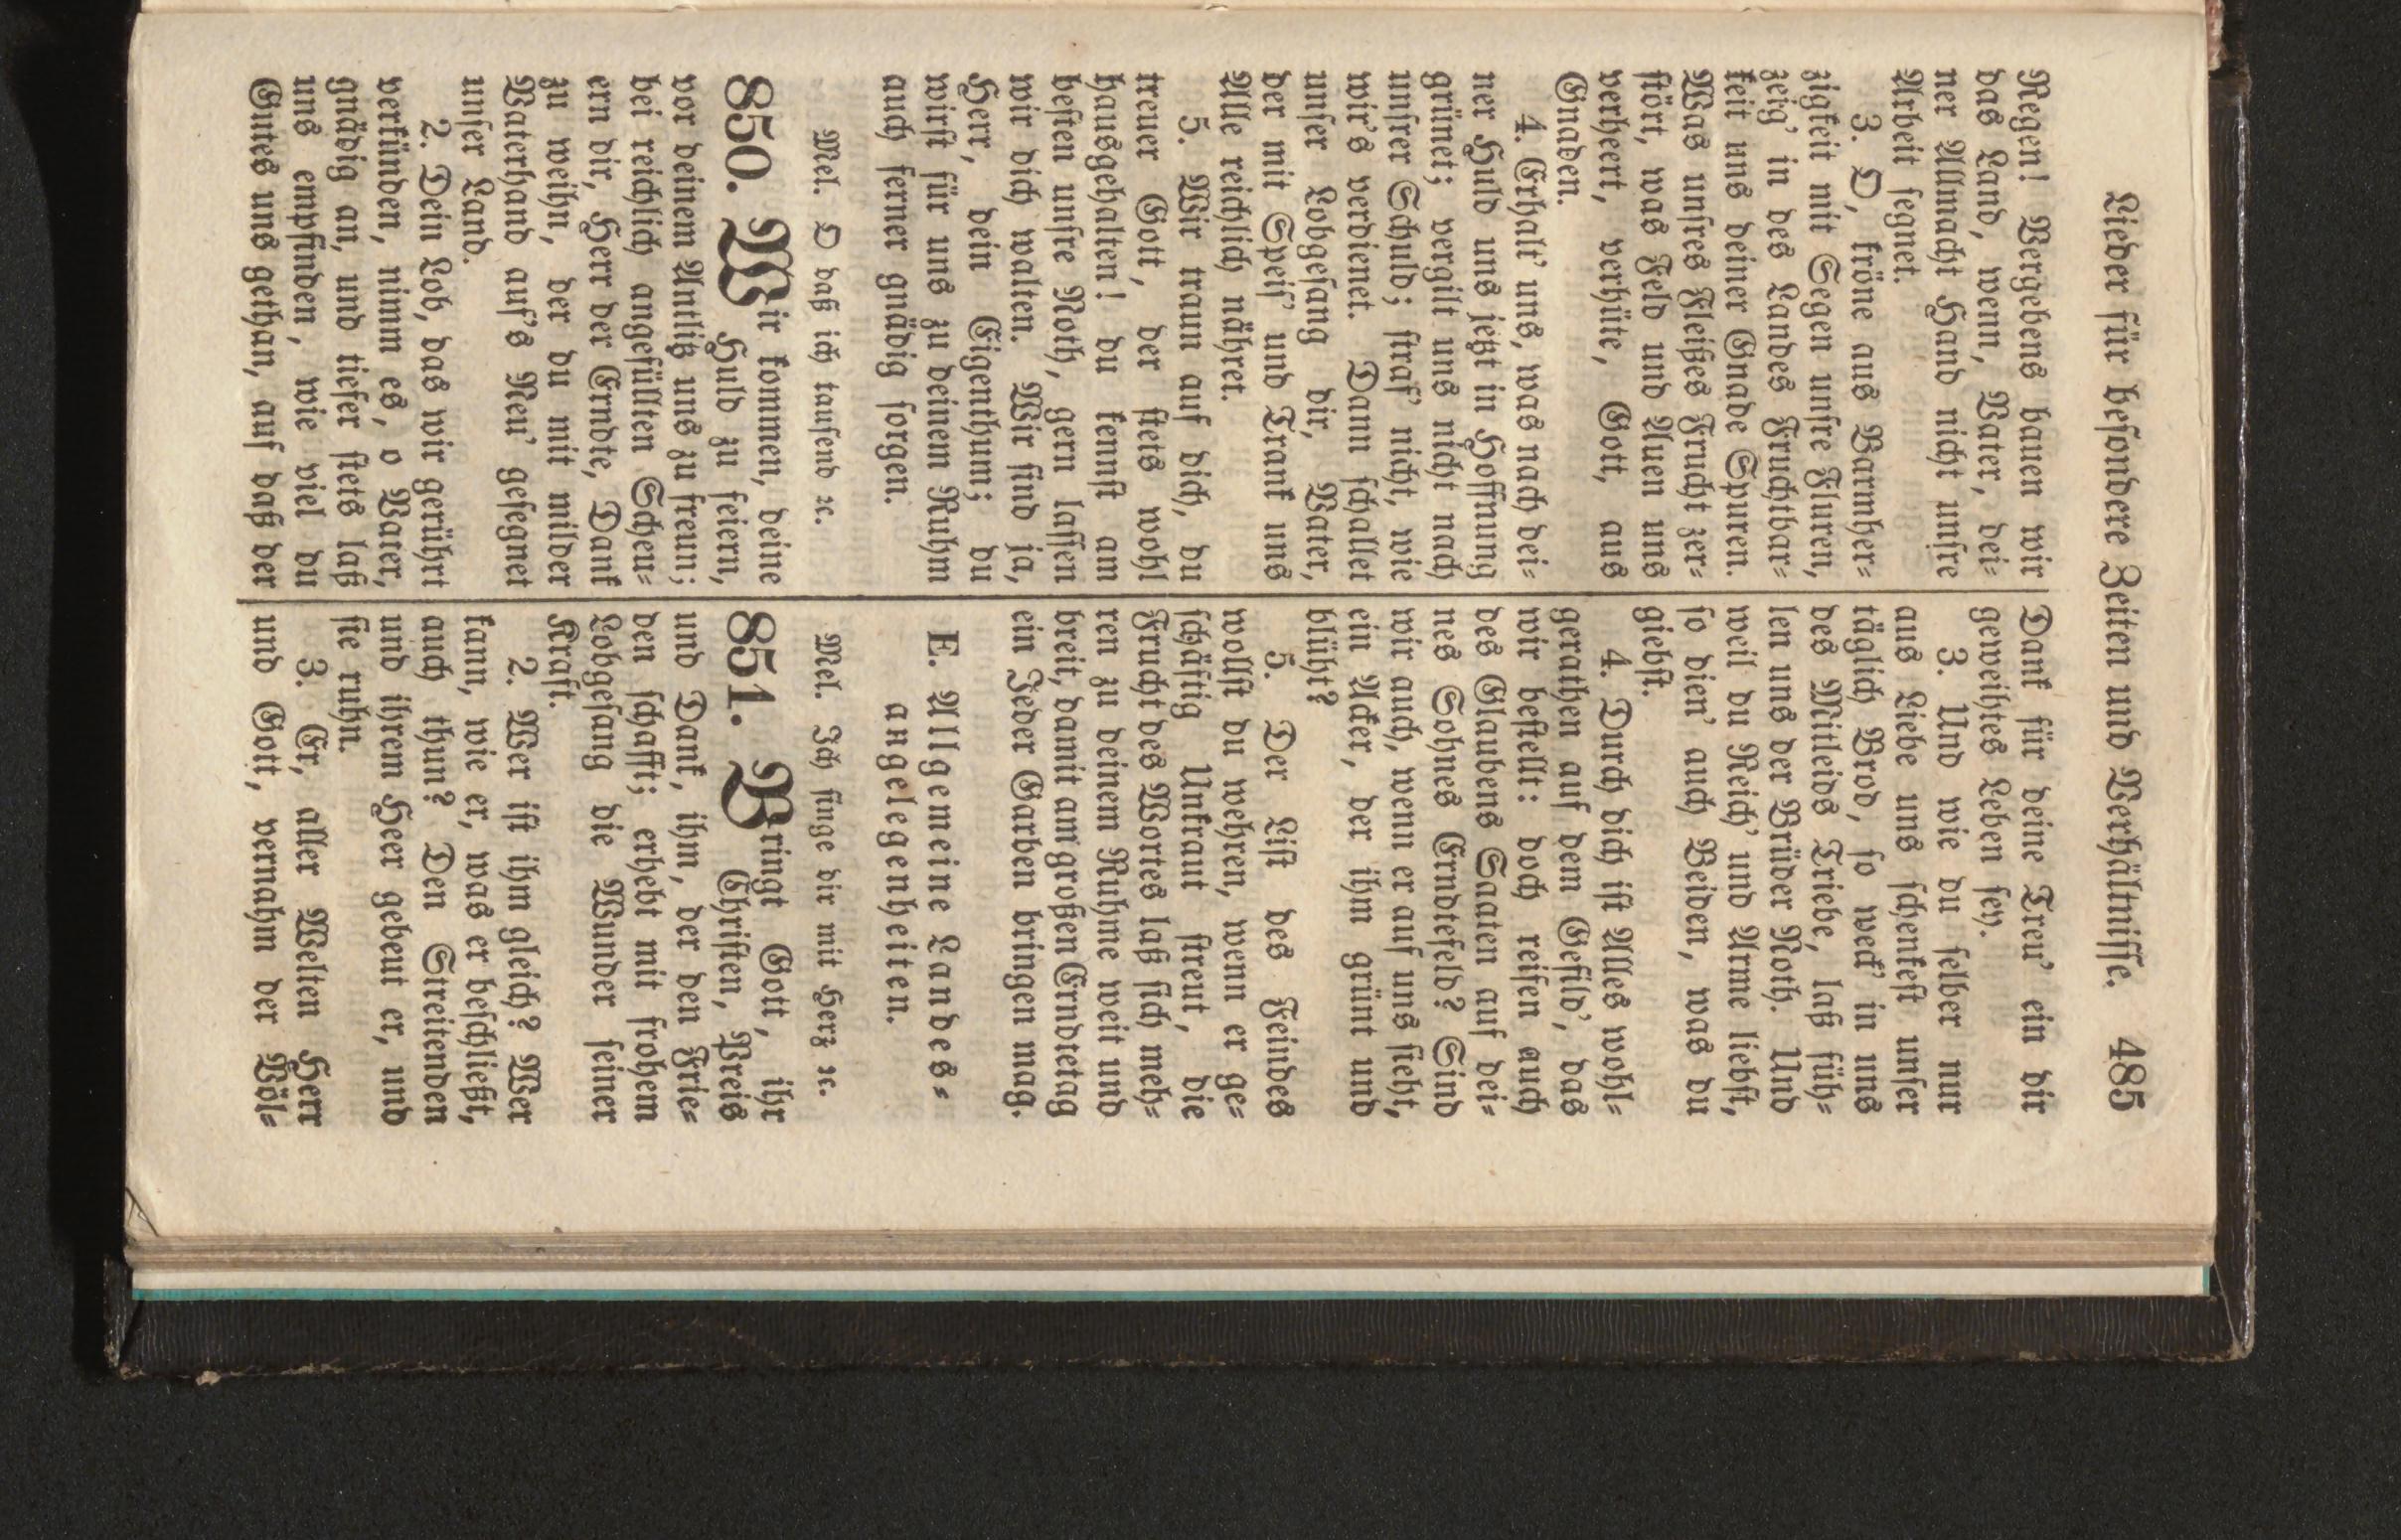 Lieder für besondere Zeiten und Verhältnisse. 485
Regen! Vergebens bauen wir
das Land, wenn, Vater, dei-
ner Allmacht Hand nicht unsre
Arbeit segnet.
3. O, kröne aus Barmher-
zigkeit mit Segen unsre Fluren,
zeig' in des Landes Fruchtbar-
keit uns deiner Gnade Spuren.
Was unsres Fleißes Frucht zer-
stört, was Feld und Auen uns
verheert, verhüte, Gott, aus
Gnaden.
4. Erhalt' uns, was nach dei-
ner Huld uns jetzt in Hoffnung
grünet; vergilt uns nicht nach
unsrer Schuld; straf' nicht, wie
wir's verdienet. Dann schallet
unser Lobgesang dir, Vater,
der mit Speis' und Trank uns
Alle reichlich nähret.
5. Wir traun auf dich, du
treuer Gott, der stets wohl
hausgehalten! du kennst am
besten unsre Noth, gern lassen
wir dich walten. Wir sind ja,
Herr, dein Eigenthum; du
wirst für uns zu deinem Ruhm
auch ferner gnädig sorgen.
Mel. O daß ich tausend ꝛc.
850. Wir kommen, deine
Huld zu feiern,
vor deinem Antlitz uns zu freun;
bei reichlich angefüllten Scheu-
ern dir, Herr der Erndte, Dank
zu weihn, der du mit milder
Vaterhand auf's Neu' gesegnet
unser Land.
2. Dein Lob, das wir gerührt
verkünden, nimm es, o Vater,
gnädig an, und tiefer stets laß
uns empfinden, wie viel du
Gutes uns gethan, auf daß der
Dank für deine Treu' ein dir
geweihtes Leben sey.
3. Und wie du selber nur
aus Liebe uns schenkest unser
täglich Brod, so weck' in uns
des Mitleids Triebe, laß füh-
len uns der Brüder Noth. Und
weil du Reich' und Arme liebst,
so dien' auch Beiden, was du
giebst.
4. Durch dich ist Alles wohl-
gerathen auf dem Gefild', das
wir bestellt: doch reifen auch
des Glaubens Saaten auf dei-
nes Sohnes Erndtefeld? Sind
wir auch, wenn er auf uns sieht,
ein Acker, der ihm grünt und
blüht?
5. Der List des Feindes
wollst du wehren, wenn er ge-
schäftig Unkraut streut, die
Frucht des Wortes laß sich meh-
ren zu deinem Ruhme weit und
breit, damit am großen Erndtetag
ein Jeder Garben bringen mag.
E. Allgemeine Landes-
angelegenheiten.
Mel. Ich singe dir mit Herz ꝛc.
851. Bringt Gott, ihr
Christen, Preis
und Dank, ihm, der den Frie-
den schafft; erhebt mit frohem
Lobgesang die Wunder seiner
Kraft.
2. Wer ist ihm gleich? Wer
kann, wie er, was er beschließt,
auch thun? Den Streitenden
und ihrem Heer gebeut er, und
sie ruhn.
3. Er, aller Welten Herr
und Gott, vernahm der Völ-